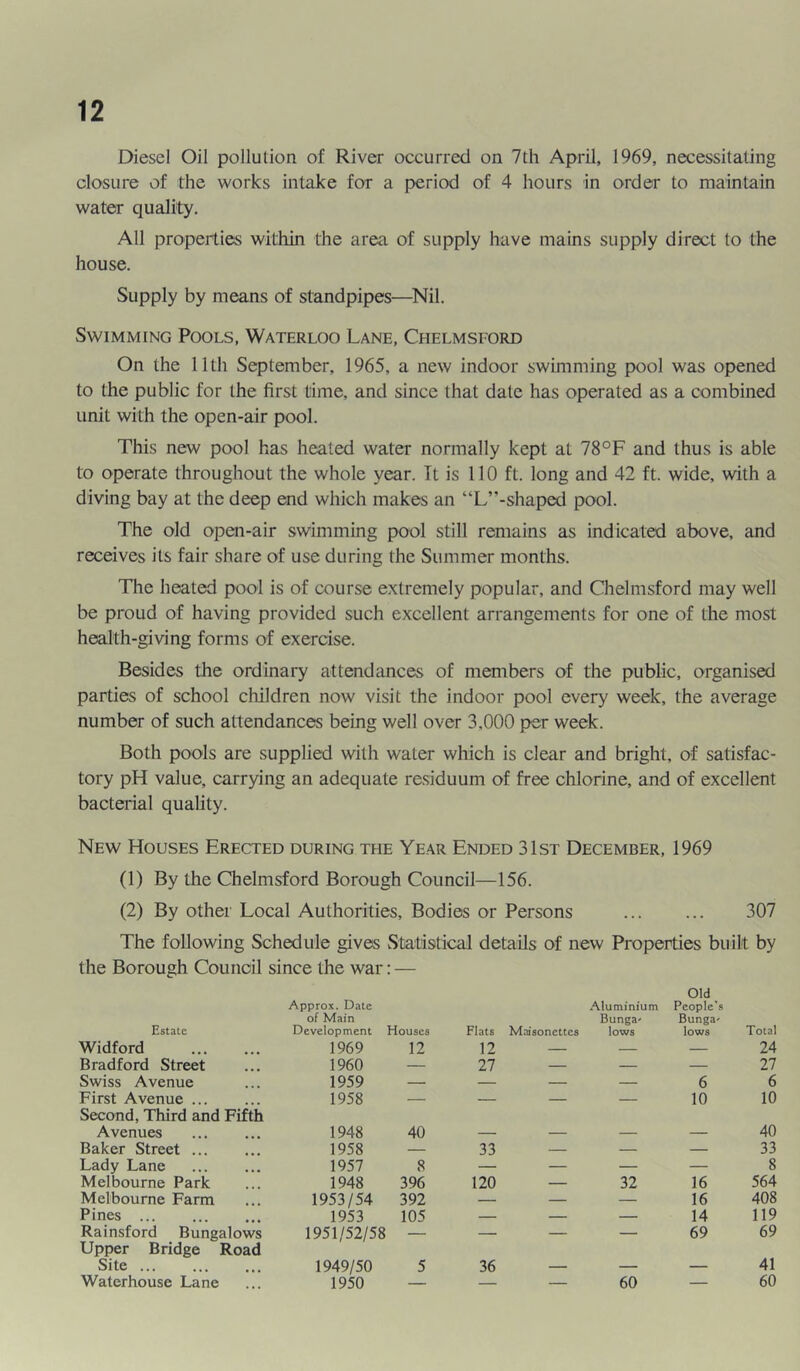 12
Diesel Oil pollution of River occurred on 7th April, 1969, necessitating
closure of the works intake for a period of 4 hours in order to maintain
water quality.
All properties within the area of supply have mains supply direct to the
house.
Supply by means of standpipes—Nil.
Swimming Pools, Waterloo Lane, Chelmsford
On the 11th September, 1965, a new indoor swimming pool was opened
to the public for the first time, and since that date has operated as a combined
unit with the open-air pool.
This new pool has heated water normally kept at 78°F and thus is able
to operate throughout the whole year. It is 110 ft. long and 42 ft. wide, with a
diving bay at the deep end which makes an “L”-shaped pool.
The old open-air swimming pool still remains as indicated above, and
receives its fair share of use during the Summer months.
The heated pool is of course extremely popular, and Chelmsford may well
be proud of having provided such excellent arrangements for one of the most
health-giving forms of exercise.
Besides the ordinary attendances of members of the public, organised
parties of school children now visit the indoor pool every week, the average
number of such attendances being well over 3,000 per week.
Both pools are supplied with water which is clear and bright, of satisfac-
tory pH value, carrying an adequate residuum of free chlorine, and of excellent
bacterial quality.
New Houses Erected during the Year Ended 31st December, 1969
(1) By the Chelmsford Borough Council—156.
(2) By other Local Authorities, Bodies or Persons ... ... 307
The following Schedule gives Statistical details of new Properties built by
the Borough Council since the war:—
Old
Approx. Date Aluminium People's
of Main Bunga- Bunga-
Estate Development Houses Flats Maisonettes lows lows Total
Widford ... ... 1969 12 12 — — — 24
Bradford Street ... 1960 — 27 — — — 27
Swiss Avenue ... 1959 — — — — 6 6
First Avenue ... ... 1958 — — — — 10 10
Second, Third and Fifth
Avenues ... ... 1948 40 — — — — 40
Baker Street ... ... 1958 — 33 — — — 33
Lady Lane ... ... 1957 8 — — — — 8
Melbourne Park ... 1948 396 120 — 32 16 564
Melbourne Farm ... 1953/54 392 — — — 16 408
Pines ... ... ... 1953 105 — — — 14 119
Rainsford Bungalows 1951/52/58 — — — — 69 69
Upper Bridge Road
Site ... ... ... 1949/50 5 36 — — — 41
Waterhouse Lane ... 1950 — — — 60 — 60